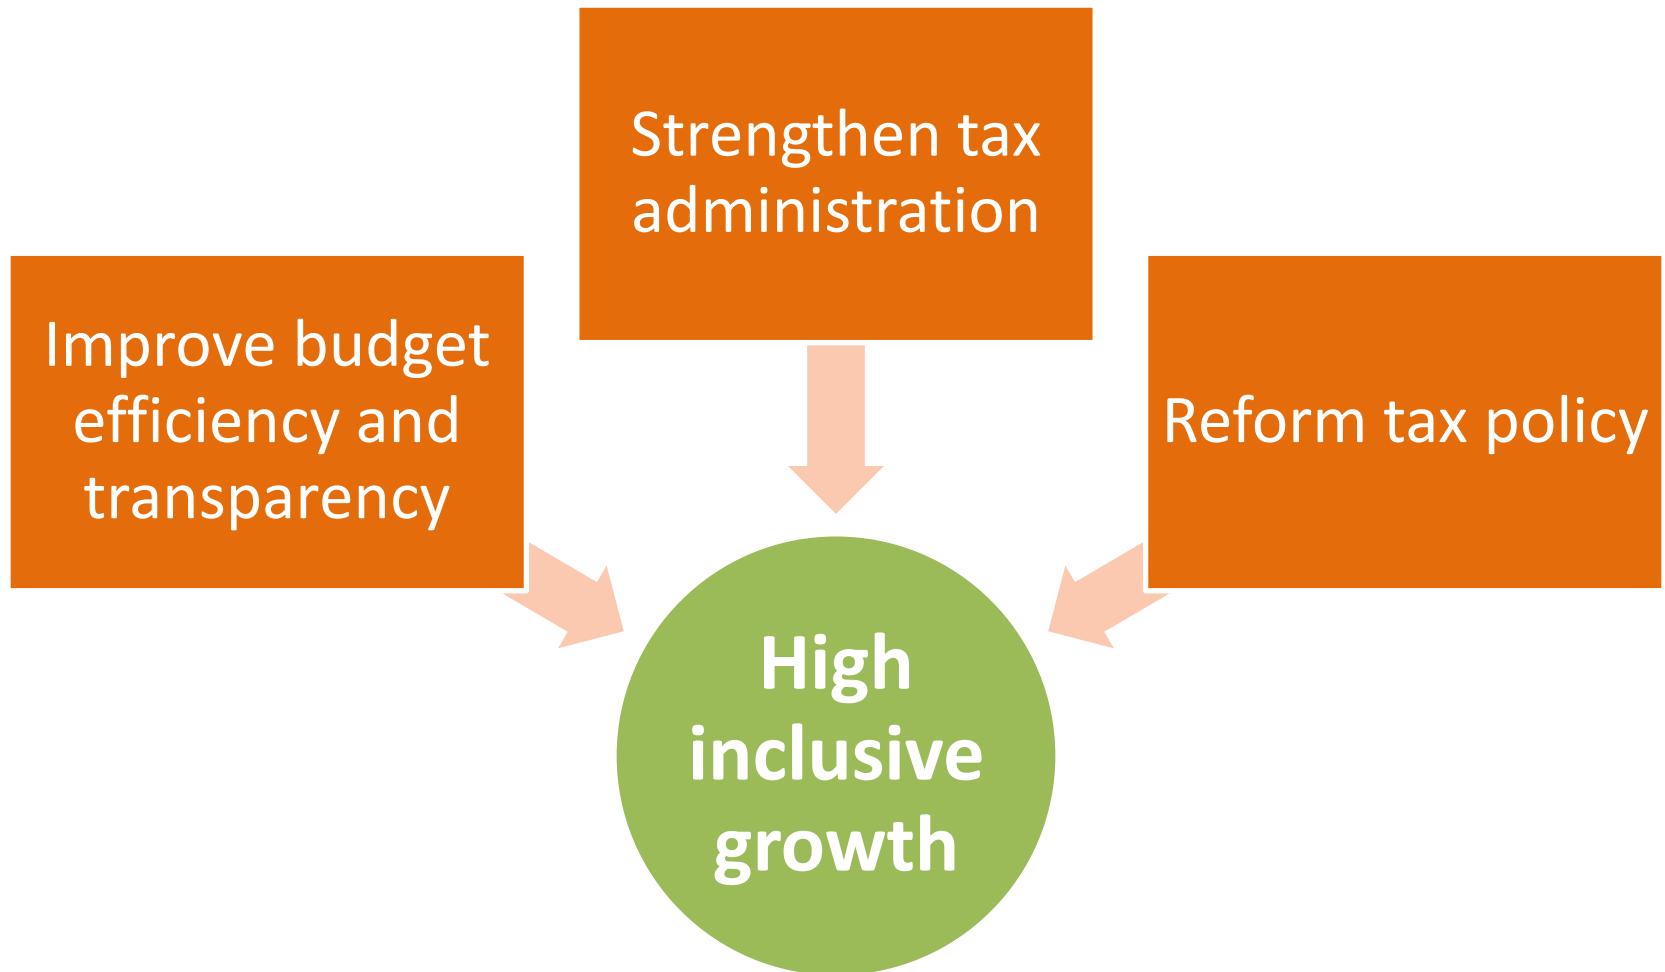 Strengthen tax
administration
Improve budget
efficiency and
transparency
Reform tax policy
High
inclusive
growth